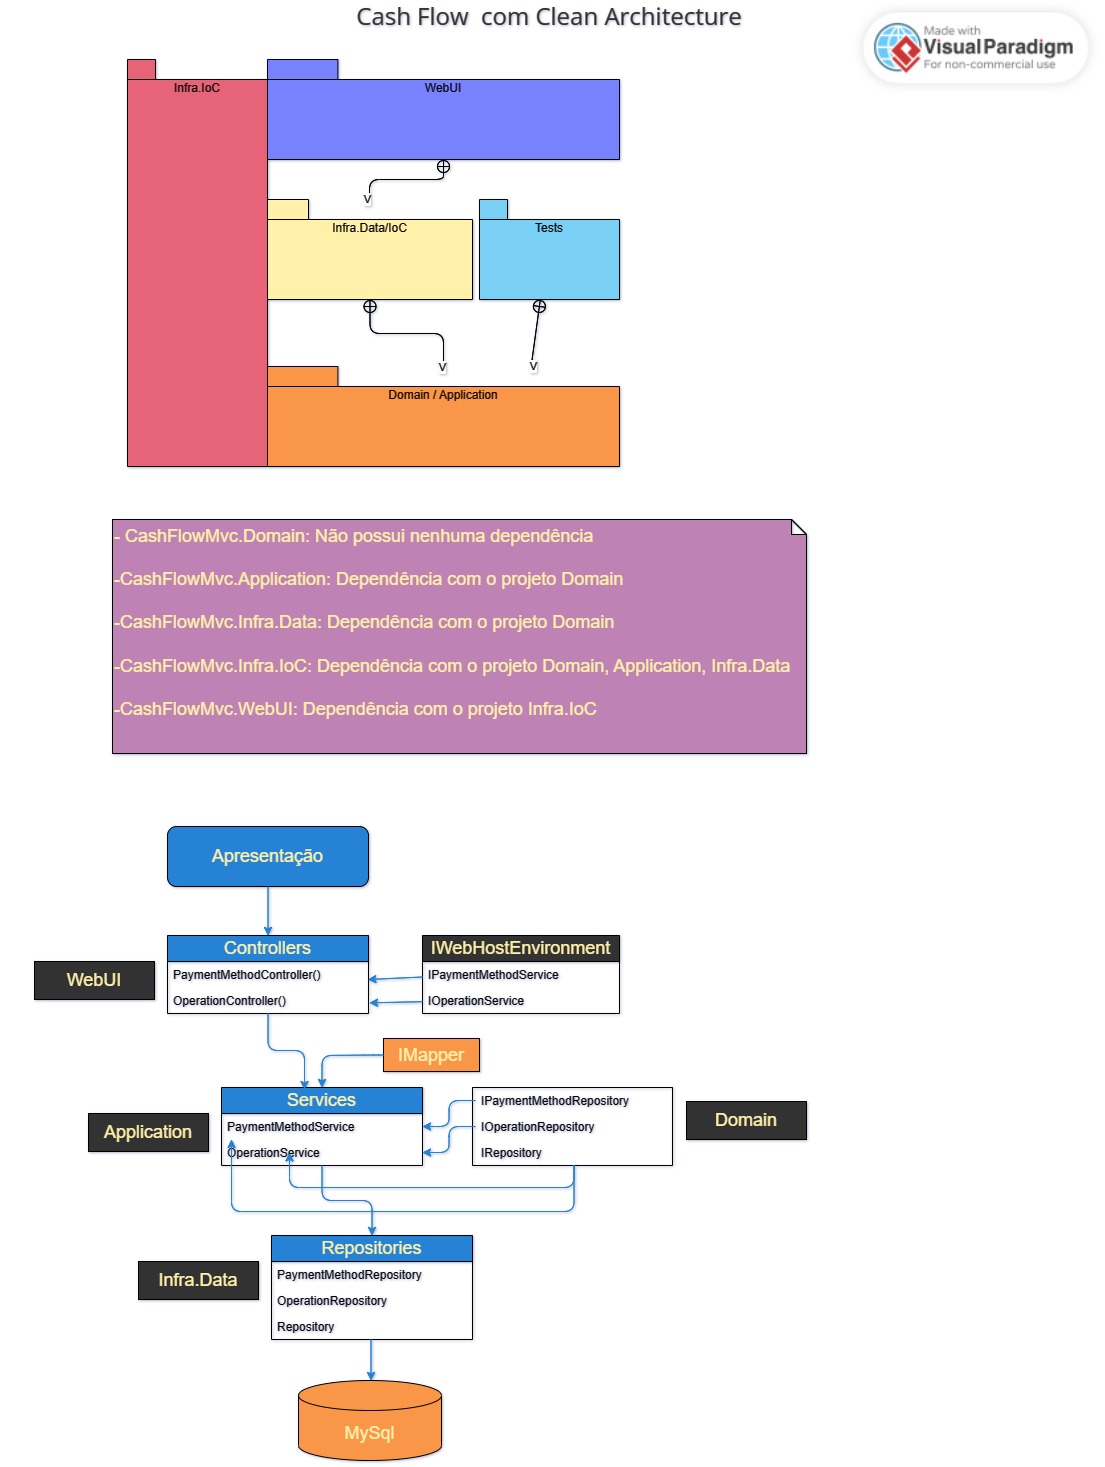 Cash Flow  com Clean Architecture
Made with
VisualParadigm
For non-commercial use
Infra.IoC
WebUI
v
Infra.Data/IoC
Tests
v
v
Domain / Application
- CashFlowMvc.Domain: Não possui nenhuma dependência
-CashFlowMvc.Application: Dependência com o projeto Domain
-CashFlowMvc.Infra.Data: Dependência com o projeto Domain
-CashFlowMvc.Infra.IoC: Dependência com o projeto Domain, Application, Infra.Data
-CashFlowMvc.WebUI: Dependência com o projeto Infra.IoC
Apresentação
Controllers
PaymentMethodController()
OperationController()
IWebHostEnvironment
IPaymentMethodService
IOperationService
WebUI
IMapper
Services
PaymentMethodService
OperationService
IPaymentMethodRepository
IOperationRepository
IRepository
Application
Domain
Repositories
PaymentMethodRepository
OperationRepository
Repository
Infra.Data
MySql